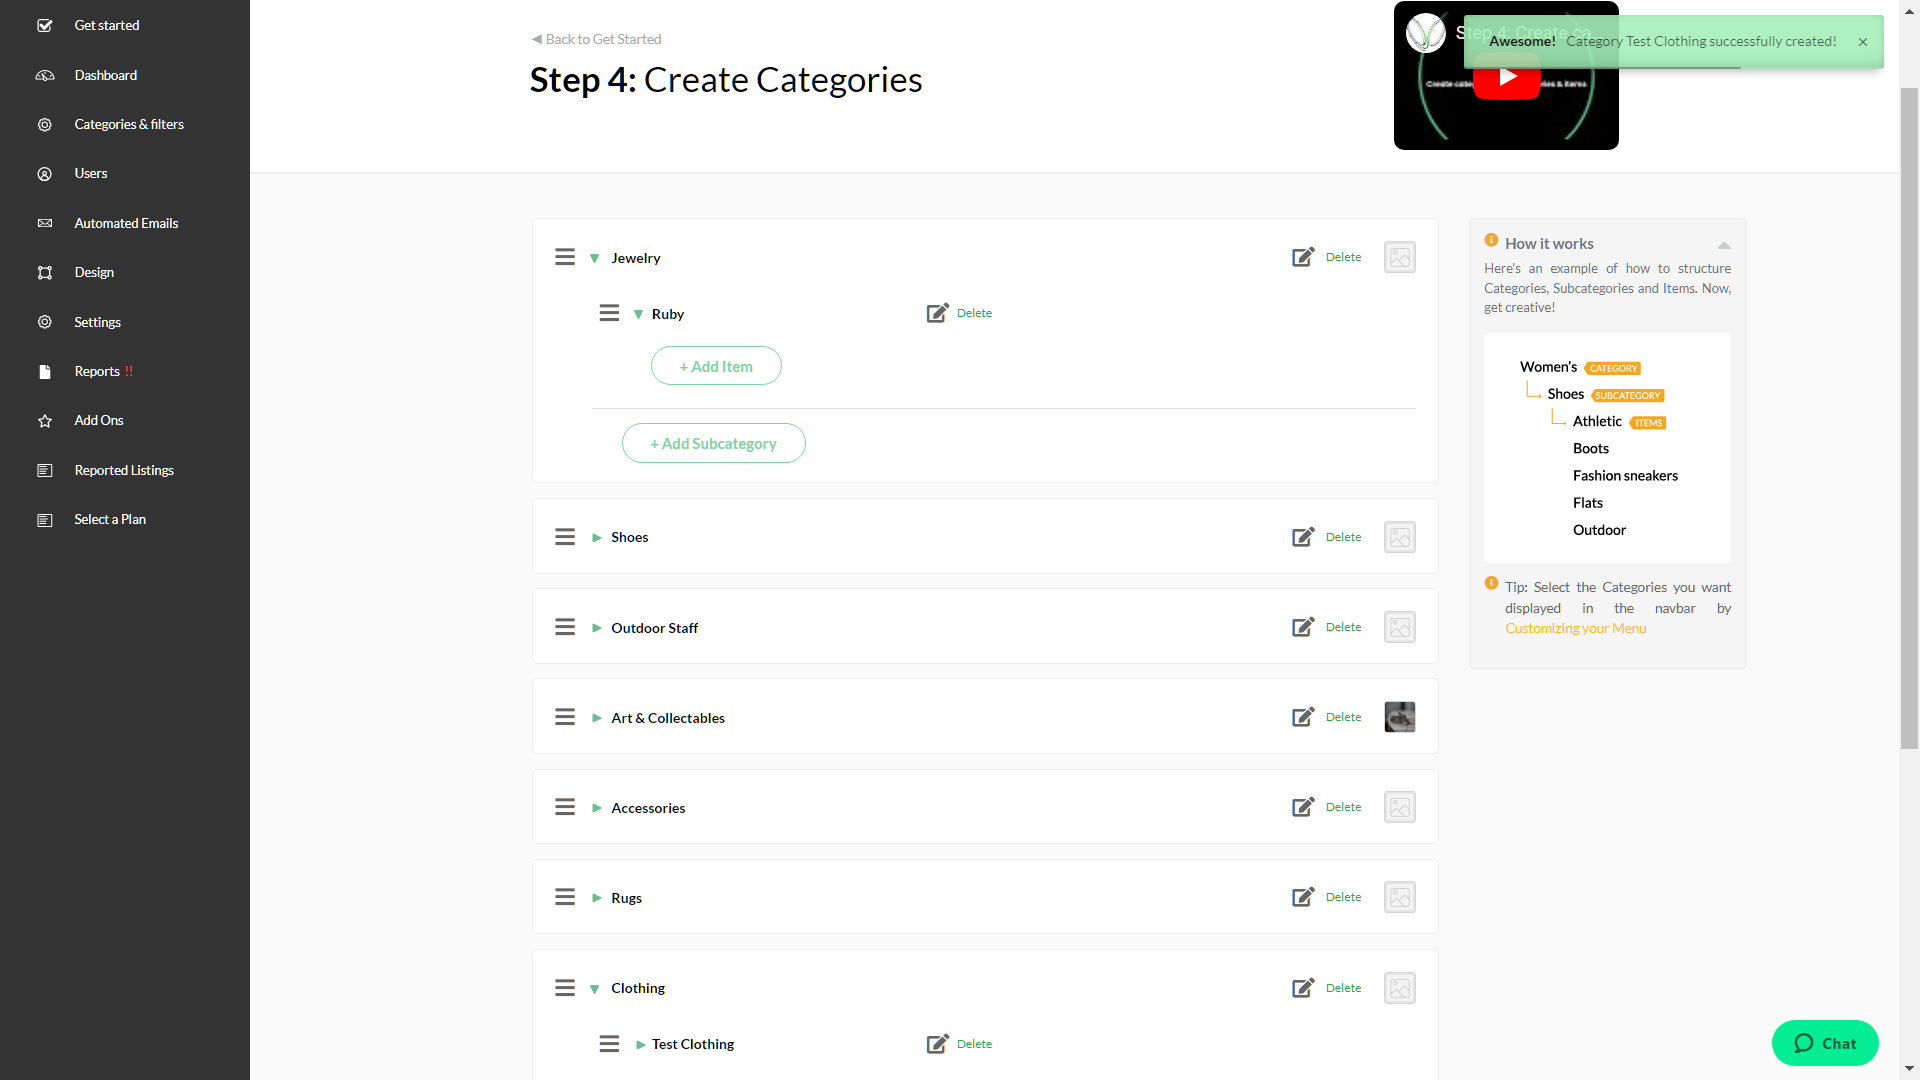 Get started
Dashboard
Categories & filters
Users
Automated Emails
Design
Settings
Reports !!
Add Ons
Reported Listings
Select a Plan
◀ Back to Get Started
Step 4: Create Categories
Step 4: Create ca
Awesome! Category Test Clothing successfully created! ×
Jewelry
Delete
Ruby
Delete
+ Add Item
+ Add Subcategory
Shoes
Delete
Outdoor Staff
Delete
Art & Collectables
Delete
Accessories
Delete
Rugs
Delete
Clothing
Delete
Test Clothing
Delete
How it works
Here's an example of how to structure
Categories, Subcategories and Items. Now,
get creative!
Women's CATEGORY
Shoes SUBCATEGORY
Athletic ITEMS
Boots
Fashion sneakers
Flats
Outdoor
Tip: Select the Categories you want
displayed in the navbar by
Customizing your Menu
Chat